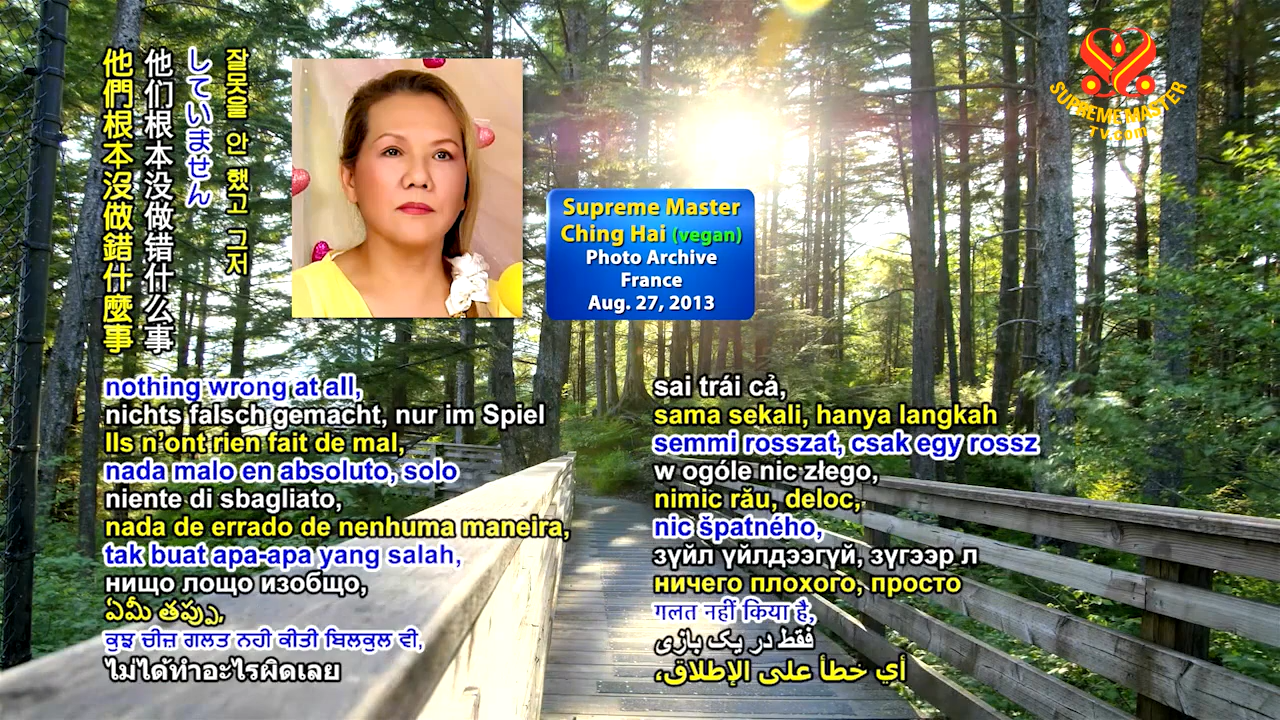 잘못을 안 했고 그저
していません
他们根本没做错什么事
他們根本沒做錯什麼事
SUPREME MASTER
TV.com
Supreme Master
Ching Hai (vegan)
Photo Archive
France
Aug. 27, 2013
nothing wrong at all,
nichts falsch gemacht, nur im Spiel
Ils n’ont rien fait de mal,
nada malo en absoluto, solo
niente di sbagliato,
nada de errado de nenhuma maneira,
tak buat apa-apa yang salah,
нищо лошо изобщо,
ఏమీ తప్పు,
ਕੁਝ ਚੀਜ਼ ਗਲਤ ਨਹੀ ਕੀਤੀ ਬਿਲਕੁਲ ਵੀ,
ไม่ได้ทำอะไรผิดเลย
sai trái cả,
sama sekali, hanya langkah
semmi rosszat, csak egy rossz
w ogóle nic złego,
nimic rău, deloc,
nic špatného,
зүйл үйлдээгүй, зүгээр л
ничего плохого, просто
गलत नहीं किया है,
فقط در یک بازی
أي خطأ على الإطلاق،